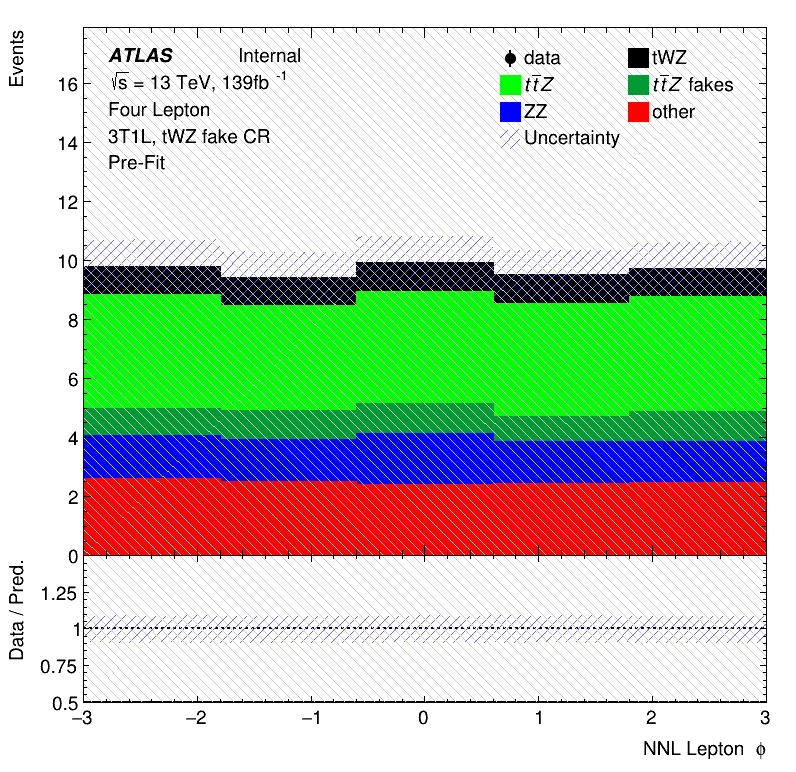 Events
ATLAS Internal
√s = 13 TeV, 139fb⁻¹
Four Lepton
3T1L, tWZ fake CR
Pre-Fit
data tWZ
tt̄Z tt̄Z fakes
ZZ other
Uncertainty
16
14
12
10
8
6
4
2
0
Data / Pred.
1.25
1
0.75
0.5
−3 −2 −1 0 1 2 3
NNL Lepton ϕ